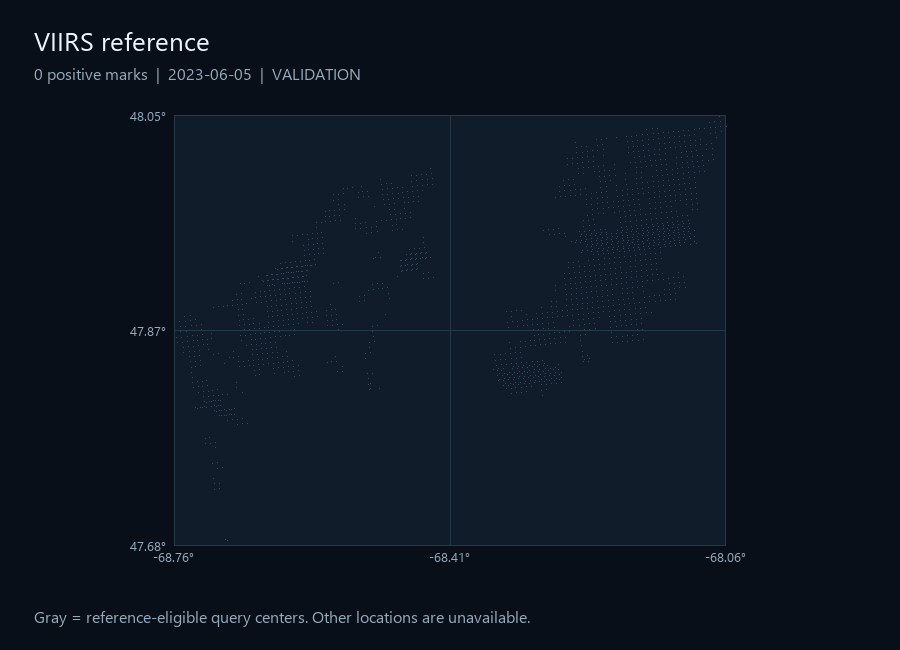 VIIRS reference
0 positive marks | 2023-06-05 | VALIDATION
48.05°
47.87°
47.68°
-68.76°
-68.41°
-68.06°
Gray = reference-eligible query centers. Other locations are unavailable.